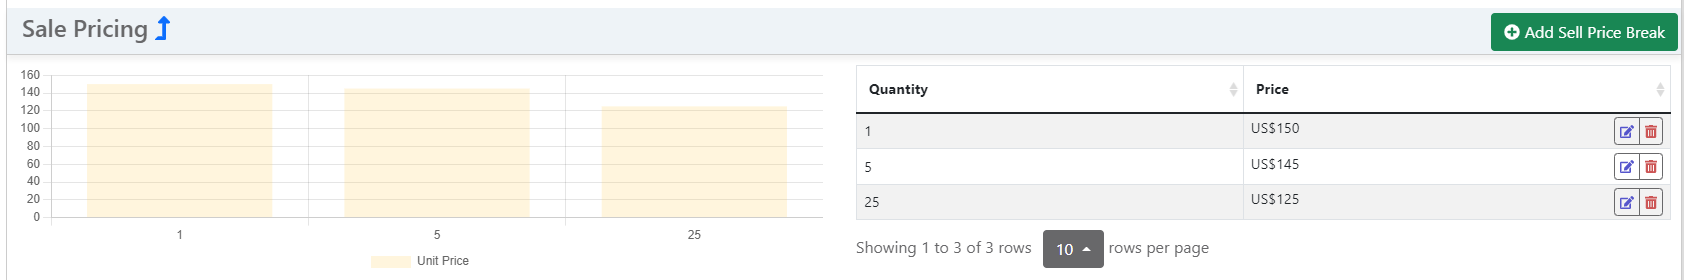 Sale Pricing
Add Sell Price Break
160
140
120
100
80
60
40
20
0
1
5
25
Unit Price
Quantity
Price
1
US$150
5
US$145
25
US$125
Showing 1 to 3 of 3 rows
10
rows per page